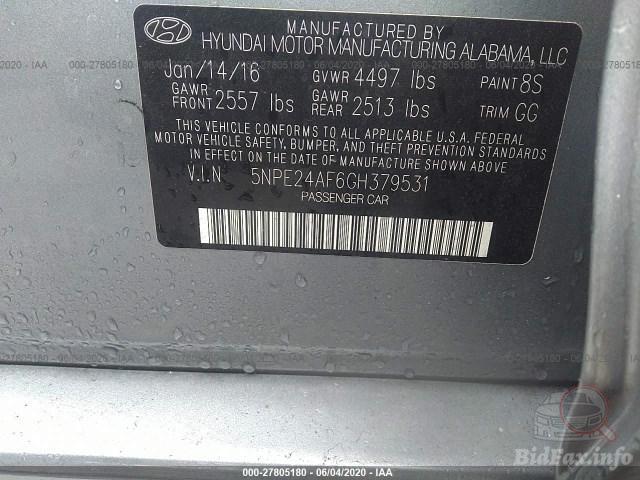 MANUFACTURED BY
HYUNDAI MOTOR MANUFACTURING ALABAMA, LLC
Jan/14/16 GVWR 4497 lbs PAINT 8S
GAWR FRONT 2557 lbs GAWR REAR 2513 lbs TRIM GG
THIS VEHICLE CONFORMS TO ALL APPLICABLE U.S.A. FEDERAL
MOTOR VEHICLE SAFETY, BUMPER, AND THEFT PREVENTION STANDARDS
IN EFFECT ON THE DATE OF MANUFACTURE SHOWN ABOVE
V.I.N. 5NPE24AF6GH379531
PASSENGER CAR
000-27805180 - 06/04/2020 - IAA
BidFax.info